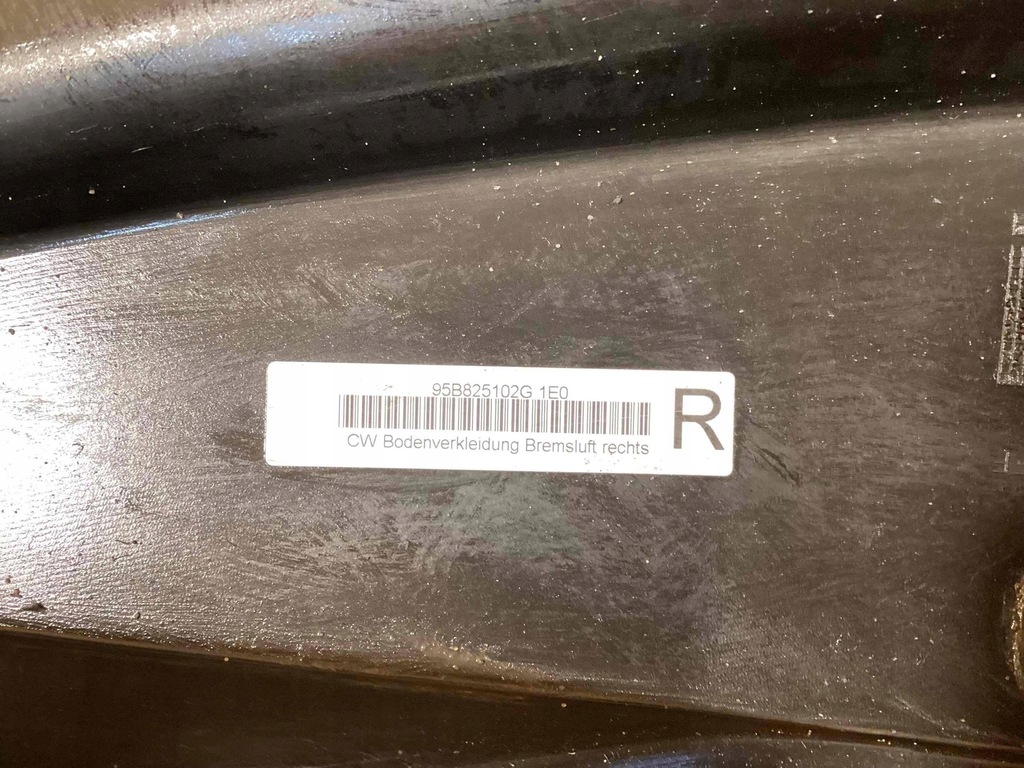 95B825102G 1E0
CW Bodenverkleidung Bremsluft rechts
R